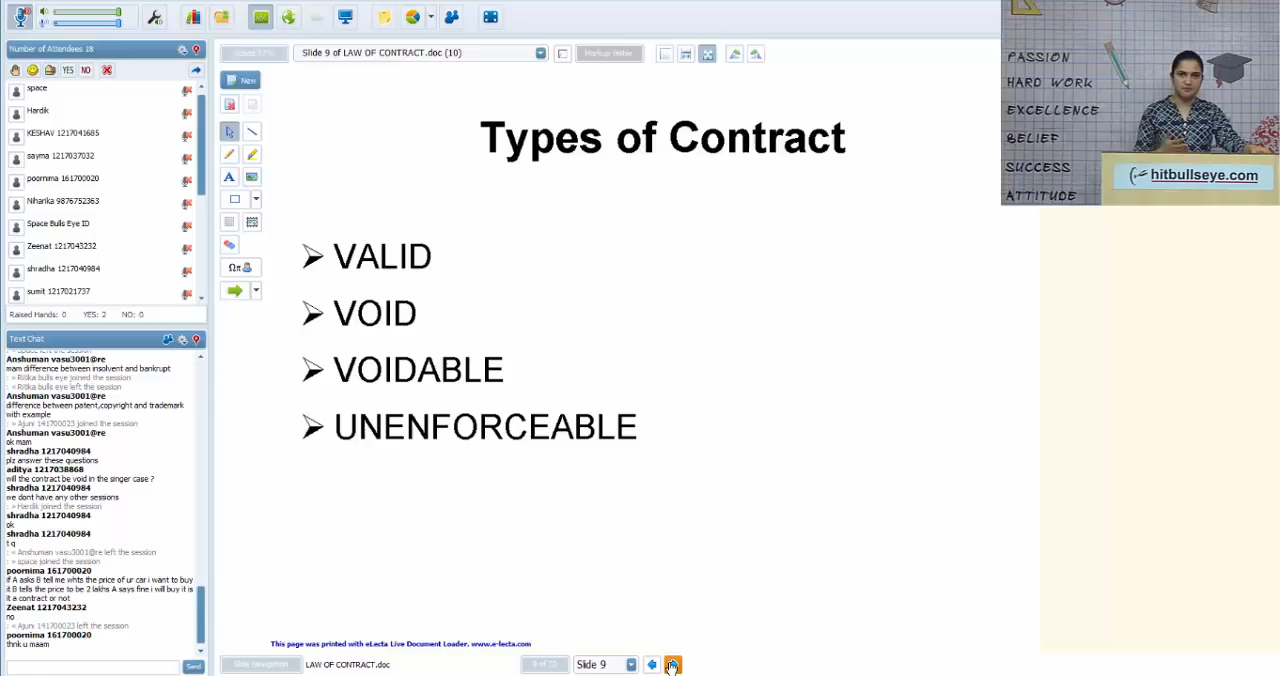 Number of Attendees 18
YES NO
space
Hardik
KESHAV 1217041685
sayma 1217037032
poornima 161700020
Niharika 9876752363
Space Bulls Eye ID
Zeenat 1217043232
shradha 1217040984
sumit 1217021737
Raised Hands: 0 YES: 2 NO: 0
Text Chat
Anshuman vasu3001@re
mam difference between insolvent and bankrupt
: » Ritika bulls eye joined the session
: « Ritika bulls eye left the session
Anshuman vasu3001@re
difference between patent,copyright and trademark
with example
: » Ajuni 141700023 joined the session
Anshuman vasu3001@re
ok mam
shradha 1217040984
plz answer these questions
aditya 1217038868
will the contract be void in the singer case ?
shradha 1217040984
we dont have any other sessions
: » Hardik joined the session
shradha 1217040984
ok
shradha 1217040984
t q
: « Anshuman vasu3001@re left the session
: » space joined the session
poornima 161700020
if A asks B tell me whts the price of ur car i want to buy
it B tells the price to be 2 lakhs A says fine i will buy it is
it a contract or not
Zeenat 1217043232
no
: « Ajuni 141700023 left the session
poornima 161700020
thnk u maam
Send
Slide 9 of LAW OF CONTRACT.doc (10)
Markup Visible
New
A
Ωπ
Types of Contract
VALID
VOID
VOIDABLE
UNENFORCEABLE
This page was printed with eLecta Live Document Loader. www.e-lecta.com
Slide Navigation
LAW OF CONTRACT.doc
Slide 9
PASSION
HARD WORK
EXCELLENCE
BELIEF
SUCCESS
ATTITUDE
hitbullseye.com